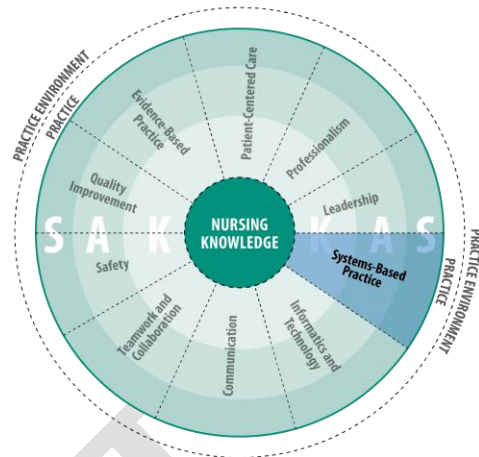 PRACTICE ENVIRONMENT
PRACTICE
Evidence-Based
Practice
Patient-Centered Care
Professionalism
Leadership
Quality
Improvement
S A K
NURSING
KNOWLEDGE
K A S
Systems-Based
Practice
PRACTICE
PRACTICE ENVIRONMENT
Safety
Teamwork and
Collaboration
Communication
Informatics and
Technology